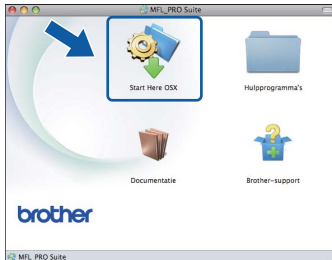 MFL_PRO Suite
Start Here OSX
Hulpprogramma's
Documentatie
Brother-support
brother
MFL_PRO Suite